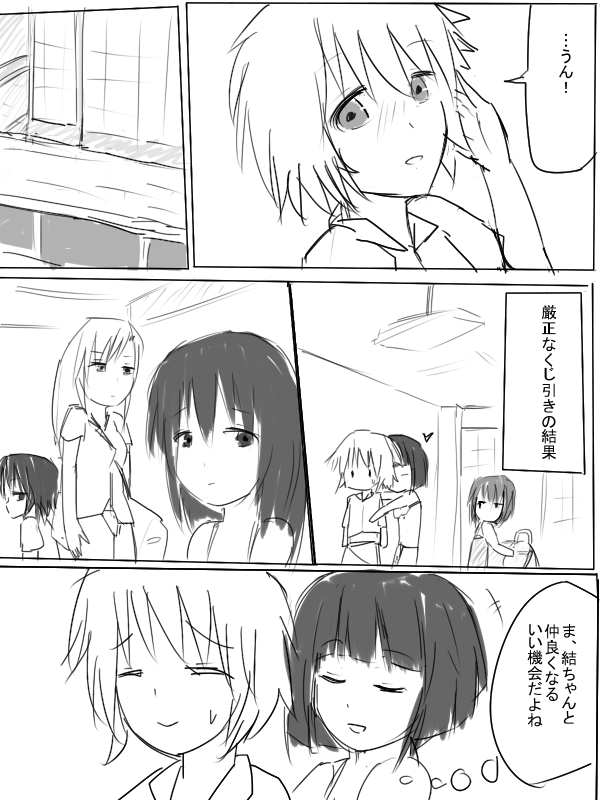 …うん!
厳正なくじ引きの結果
ま、結ちゃんと
仲良くなる
いい機会だよね